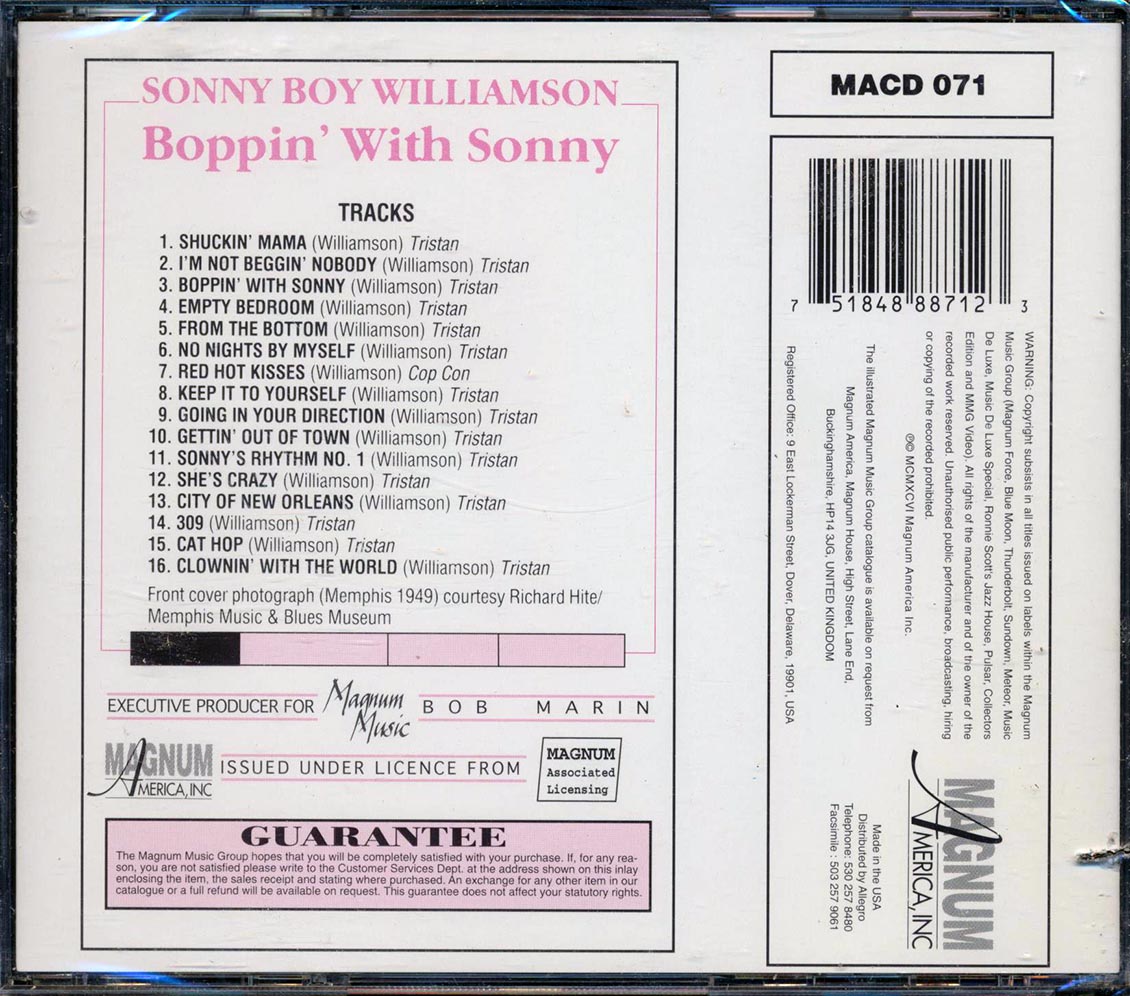 SONNY BOY WILLIAMSON
Boppin' With Sonny
TRACKS
1. SHUCKIN' MAMA (Williamson) Tristan
2. I'M NOT BEGGIN' NOBODY (Williamson) Tristan
3. BOPPIN' WITH SONNY (Williamson) Tristan
4. EMPTY BEDROOM (Williamson) Tristan
5. FROM THE BOTTOM (Williamson) Tristan
6. NO NIGHTS BY MYSELF (Williamson) Tristan
7. RED HOT KISSES (Williamson) Cop Con
8. KEEP IT TO YOURSELF (Williamson) Tristan
9. GOING IN YOUR DIRECTION (Williamson) Tristan
10. GETTIN' OUT OF TOWN (Williamson) Tristan
11. SONNY'S RHYTHM NO. 1 (Williamson) Tristan
12. SHE'S CRAZY (Williamson) Tristan
13. CITY OF NEW ORLEANS (Williamson) Tristan
14. 309 (Williamson) Tristan
15. CAT HOP (Williamson) Tristan
16. CLOWNIN' WITH THE WORLD (Williamson) Tristan
Front cover photograph (Memphis 1949) courtesy Richard Hite/
Memphis Music & Blues Museum
EXECUTIVE PRODUCER FOR Magnum Music BOB MARIN
MAGNUM
AMERICA, INC
ISSUED UNDER LICENCE FROM
MAGNUM
Associated
Licensing
GUARANTEE
The Magnum Music Group hopes that you will be completely satisfied with your purchase. If, for any rea-
son, you are not satisfied please write to the Customer Services Dept. at the address shown on this inlay
enclosing the item, the sales receipt and stating where purchased. An exchange for any other item in our
catalogue or a full refund will be available on request. This guarantee does not affect your statutory rights.
MACD 071
7 51848 88712 3
WARNING: Copyright subsists in all titles issued on labels within the Magnum
Music Group (Magnum Force, Blue Moon, Thunderbolt, Sundown, Meteor, Music
De Luxe, Music De Luxe Special, Ronnie Scott's Jazz House, Pulsar, Collectors
Edition and MMG Video). All rights of the manufacturer and of the owner of the
recorded work reserved. Unauthorised public performance, broadcasting, hiring
or copying of the recorded prohibited.
℗© MCMXCVI Magnum America Inc.
The illustrated Magnum Music Group catalogue is available on request from
Magnum America, Magnum House, High Street, Lane End,
Buckinghamshire, HP14 3JG, UNITED KINGDOM
Registered Office: 9 East Lockerman Street, Dover, Delaware, 19901, USA
MAGNUM
AMERICA, INC
Made in the USA
Distributed by Allegro
Telephone: 530 257 8480
Facsimile : 503 257 9061